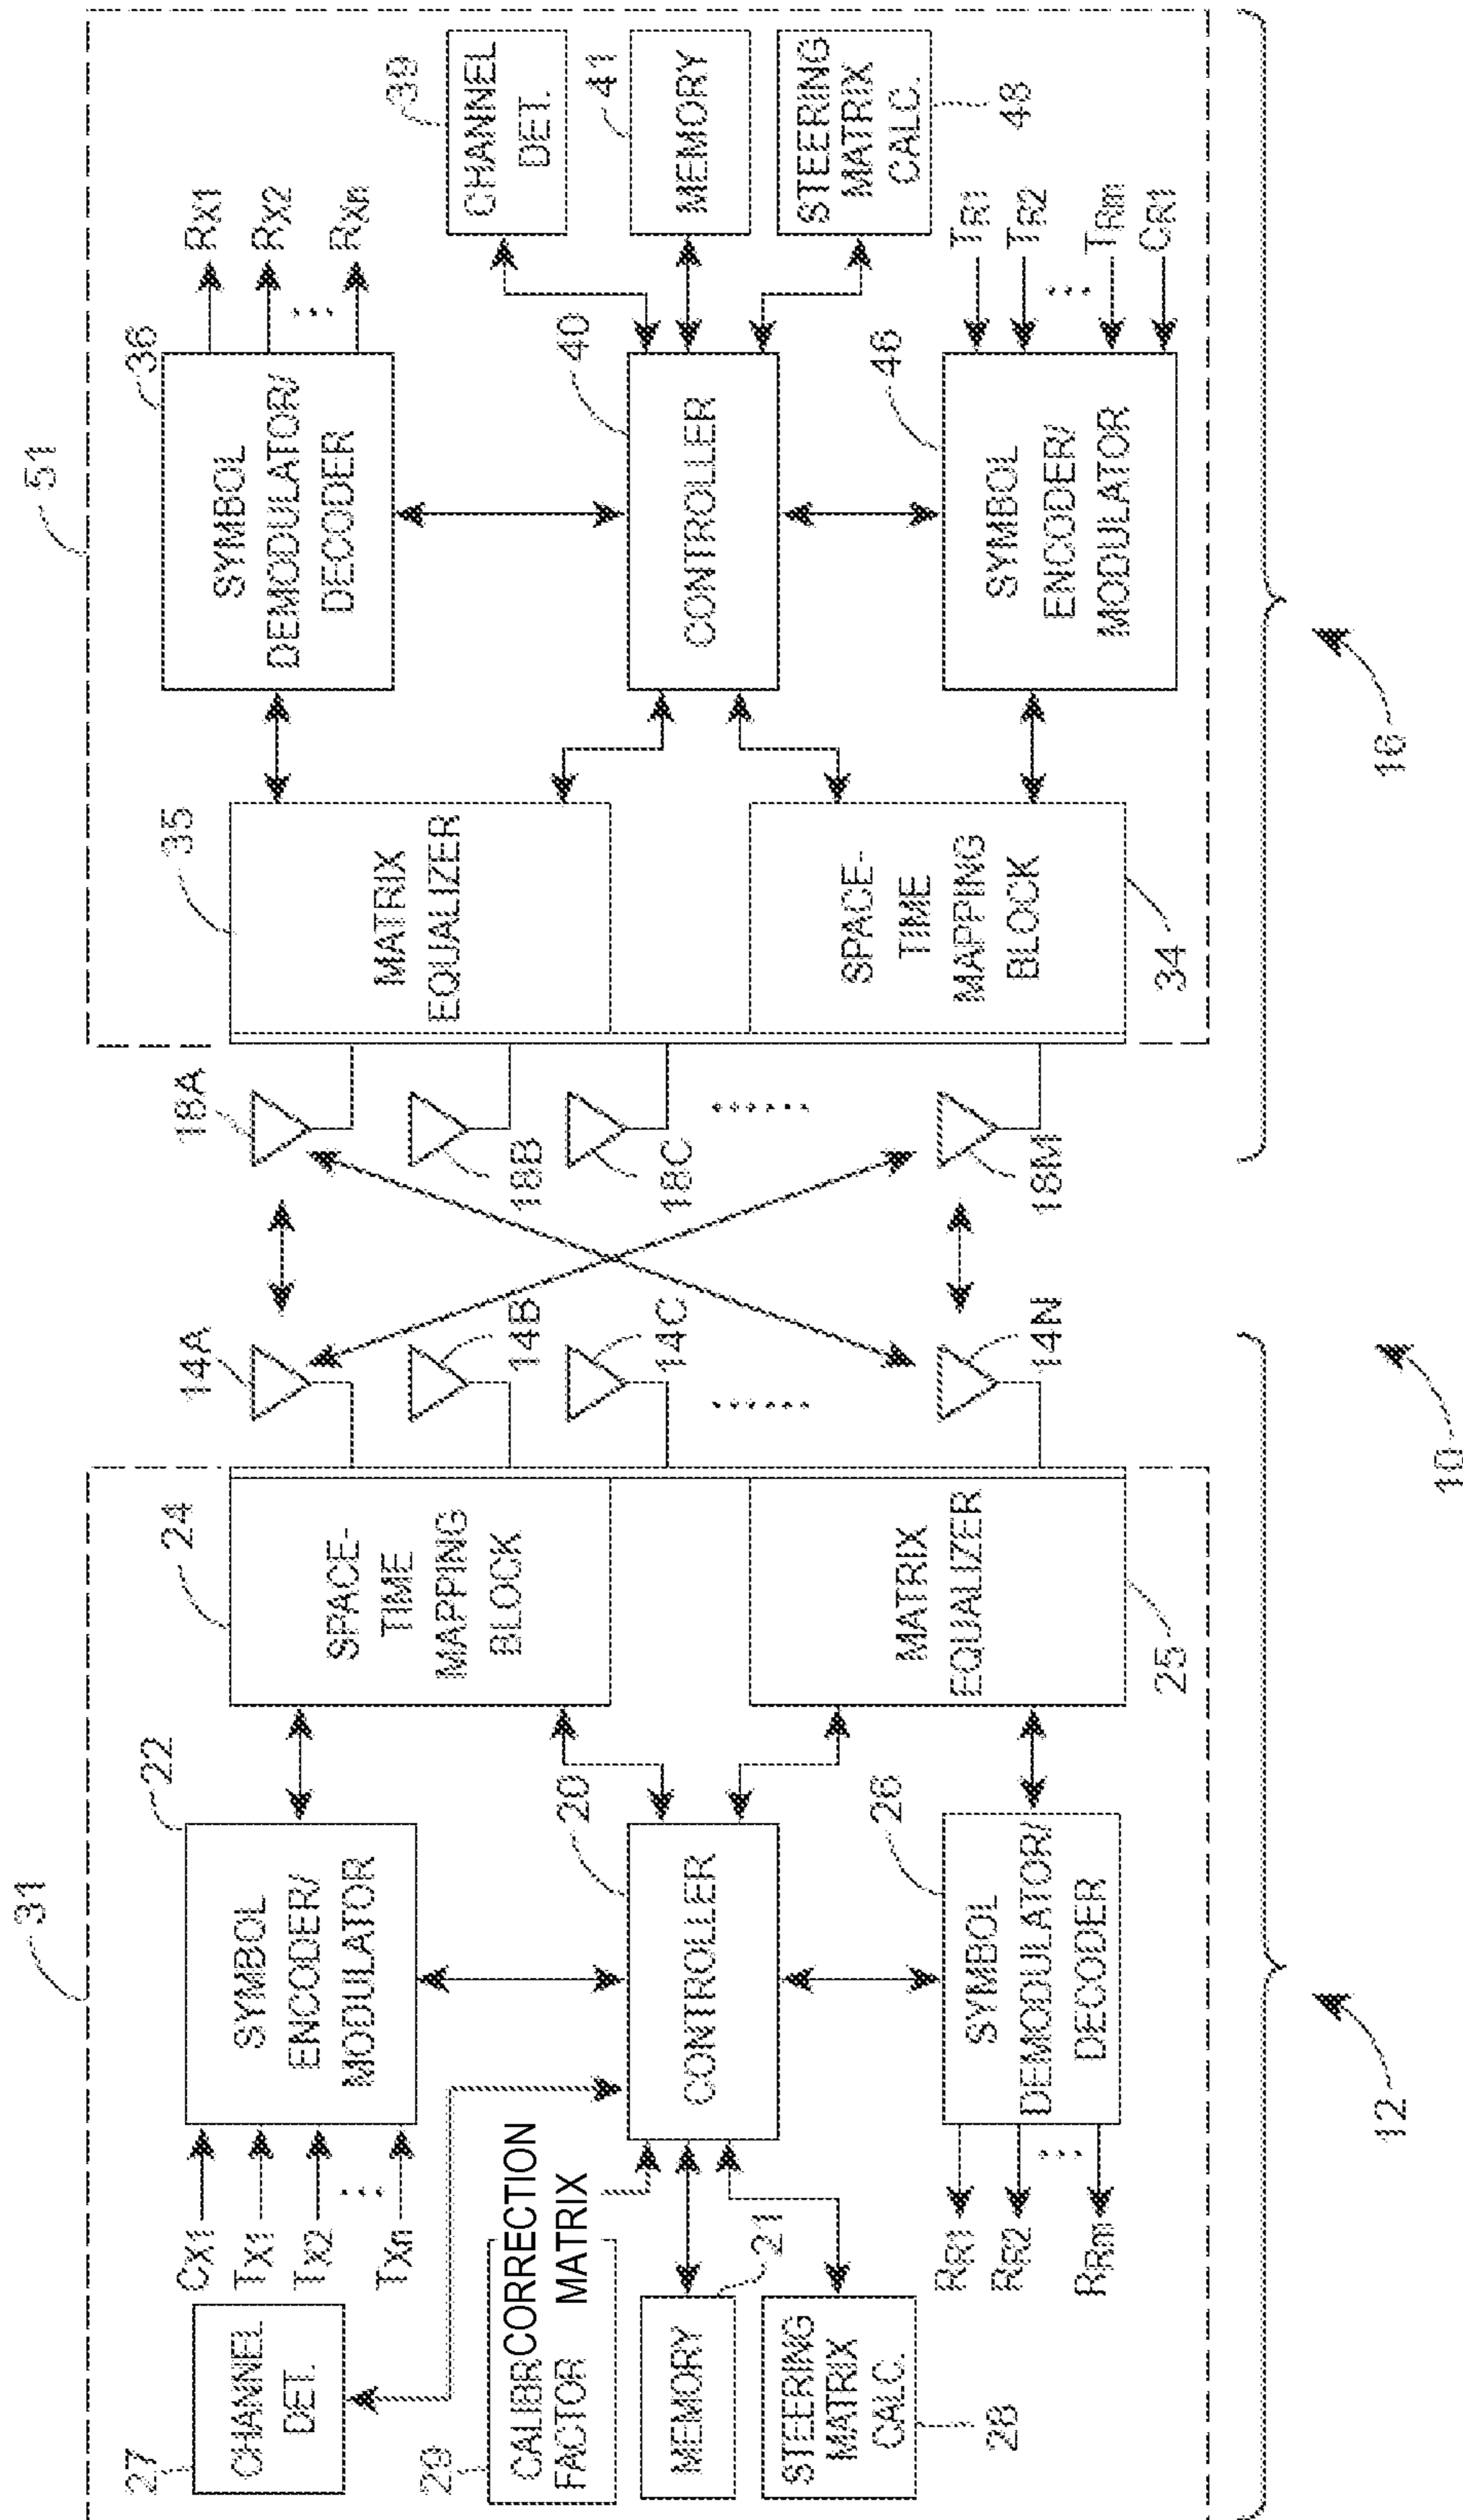 31
27
CHANNEL
DET.
CX1
TX1
TX2
⋮
TXn
SYMBOL
ENCODER/
MODULATOR
22
24
SPACE-
TIME
MAPPING
BLOCK
29
CALIBR
FACTOR
CORRECTION
MATRIX
MEMORY
21
STEERING
MATRIX
CALC.
28
CONTROLLER
20
26
SYMBOL
DEMODULATOR/
DECODER
RR1
RR2
⋮
RRm
MATRIX
EQUALIZER
25
14A
14B
14C
14N
12
10
51
18A
18B
18C
18M
35
MATRIX
EQUALIZER
SPACE-
TIME
MAPPING
BLOCK
34
36
SYMBOL
DEMODULATOR/
DECODER
RX1
RX2
⋮
RXn
40
CONTROLLER
39
CHANNEL
DET.
41
MEMORY
STEERING
MATRIX
CALC.
48
46
SYMBOL
ENCODER/
MODULATOR
TR1
TR2
⋮
TRm
CR1
16